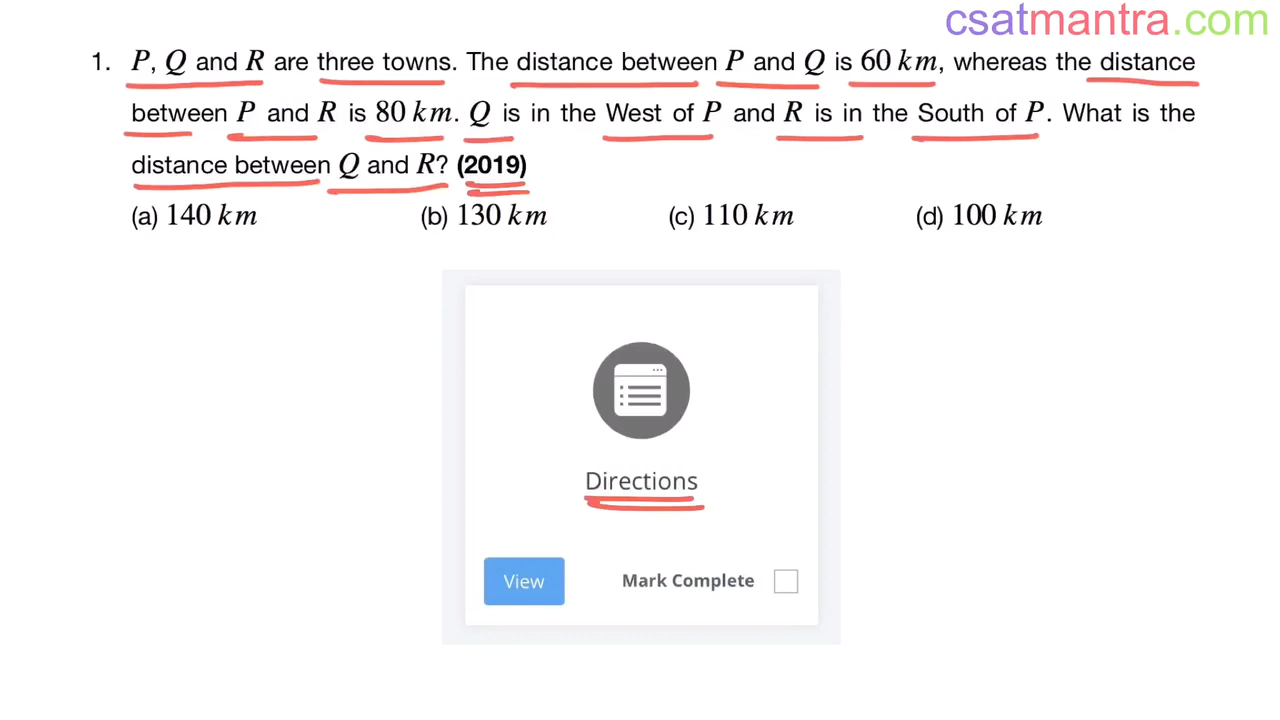 csatmantra.com
1. P, Q and R are three towns. The distance between P and Q is 60 km, whereas the distance
between P and R is 80 km. Q is in the West of P and R is in the South of P. What is the
distance between Q and R? (2019)
(a) 140 km (b) 130 km (c) 110 km (d) 100 km
Directions
View Mark Complete